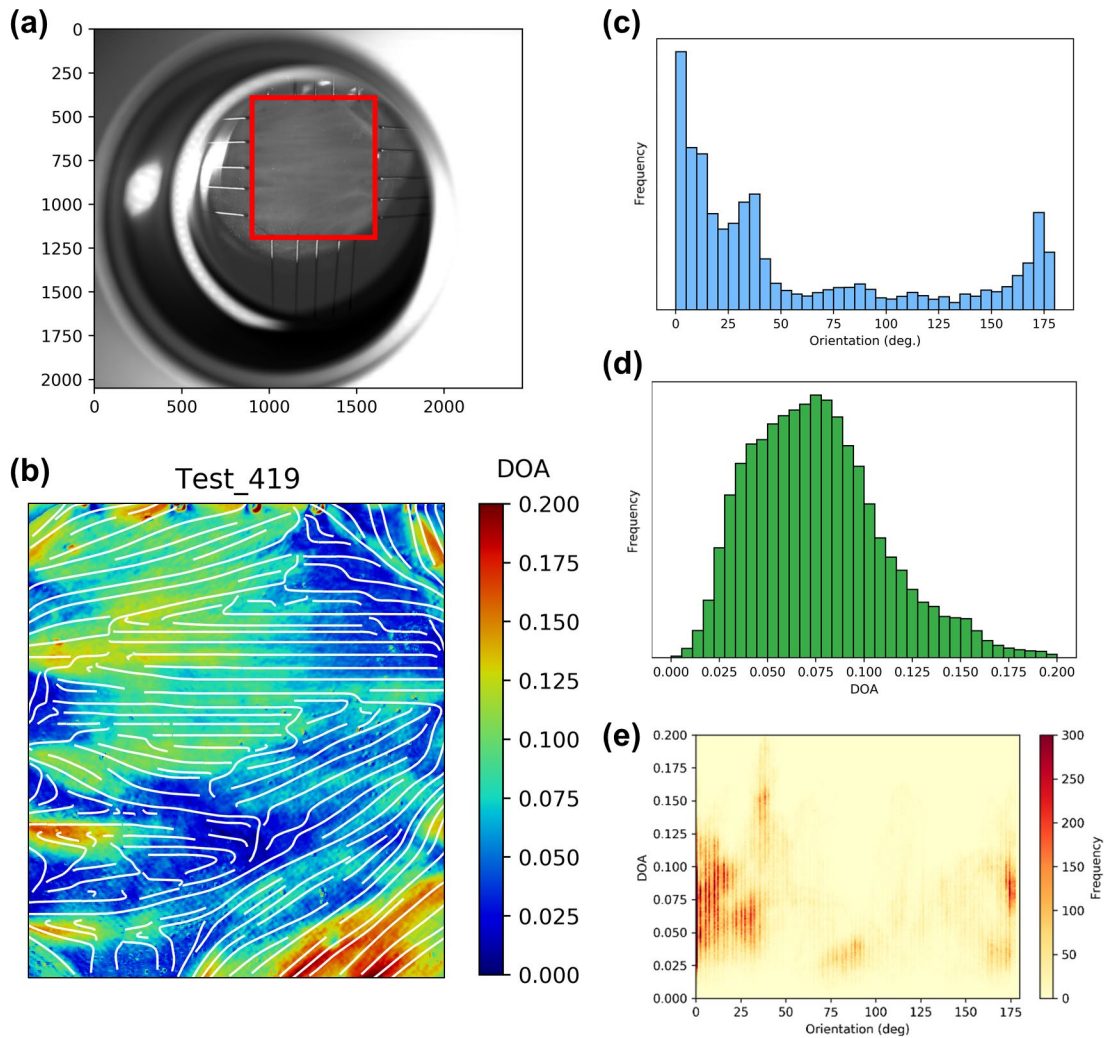 (a)
0
250
500
750
1000
1250
1500
1750
2000
0 500 1000 1500 2000
(b)
Test_419
DOA
0.200
0.175
0.150
0.125
0.100
0.075
0.050
0.025
0.000
(c)
Frequency
0 25 50 75 100 125 150 175
Orientation (deg.)
(d)
Frequency
0.000 0.025 0.050 0.075 0.100 0.125 0.150 0.175 0.200
DOA
(e)
0.200
0.175
0.150
0.125
0.100
0.075
0.050
0.025
0.000
DOA
0 25 50 75 100 125 150 175
Orientation (deg)
300
250
200
150
100
50
0
Frequency